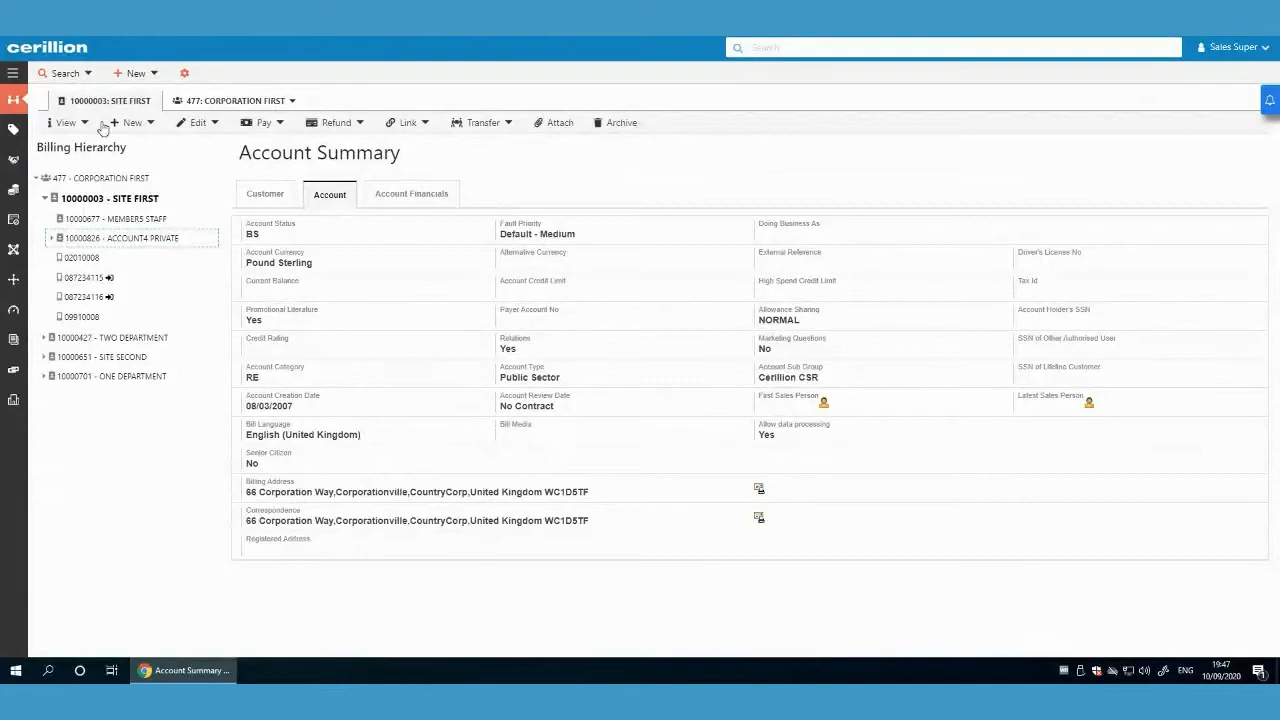 cerillion
Search
Sales Super
Search
New
10000003: SITE FIRST
477: CORPORATION FIRST
View
New
Edit
Pay
Refund
Link
Transfer
Attach
Archive
Billing Hierarchy
477 - CORPORATION FIRST
10000003 - SITE FIRST
10000677 - MEMBER5 STAFF
10000826 - ACCOUNT4 PRIVATE
02010008
087234115
087234116
09910008
10000427 - TWO DEPARTMENT
10000651 - SITE SECOND
10000701 - ONE DEPARTMENT
Account Summary
Customer
Account
Account Financials
Account Status
BS
Fault Priority
Default - Medium
Doing Business As
Account Currency
Pound Sterling
Alternative Currency
External Reference
Driver's License No
Current Balance
Account Credit Limit
High Spend Credit Limit
Tax Id
Promotional Literature
Yes
Payer Account No
Allowance Sharing
NORMAL
Account Holder's SSN
Credit Rating
Relations
Yes
Marketing Questions
No
SSN of Other Authorised User
Account Category
RE
Account Type
Public Sector
Account Sub Group
Cerillion CSR
SSN of Lifeline Customer
Account Creation Date
08/03/2007
Account Review Date
No Contract
First Sales Person
Latest Sales Person
Bill Language
English (United Kingdom)
Bill Media
Allow data processing
Yes
Senior Citizen
No
Billing Address
66 Corporation Way,Corporationville,CountryCorp,United Kingdom WC1D5TF
Correspondence
66 Corporation Way,Corporationville,CountryCorp,United Kingdom WC1D5TF
Registered Address
Account Summary ...
ENG
19:47
10/09/2020